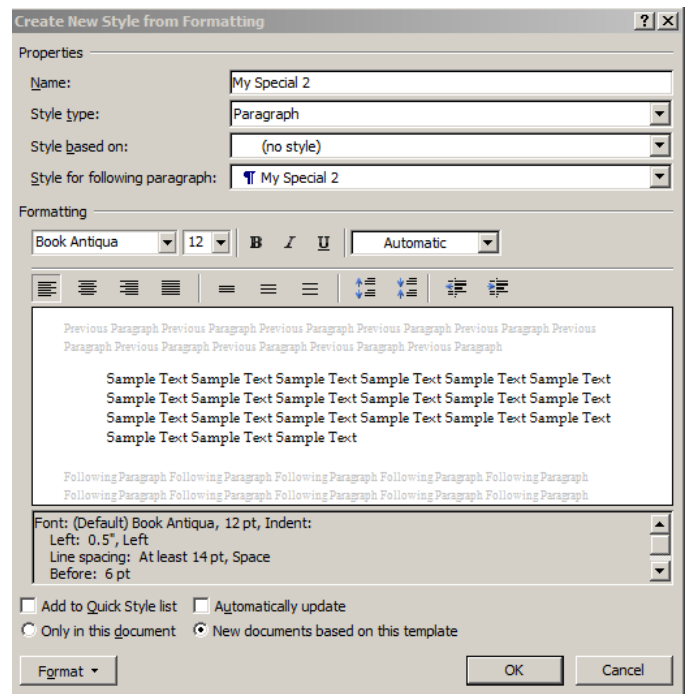 Create New Style from Formatting
Properties
Name: My Special 2
Style type: Paragraph
Style based on: (no style)
Style for following paragraph: ¶ My Special 2
Formatting
Book Antiqua 12 B I U Automatic
Previous Paragraph Previous Paragraph Previous Paragraph Previous Paragraph Previous Paragraph Previous
Paragraph Previous Paragraph Previous Paragraph Previous Paragraph Previous Paragraph
Sample Text Sample Text Sample Text Sample Text Sample Text Sample Text
Sample Text Sample Text Sample Text Sample Text Sample Text Sample Text
Sample Text Sample Text Sample Text Sample Text Sample Text Sample Text
Sample Text Sample Text Sample Text
Following Paragraph Following Paragraph Following Paragraph Following Paragraph Following Paragraph
Following Paragraph Following Paragraph Following Paragraph Following Paragraph Following Paragraph
Font: (Default) Book Antiqua, 12 pt, Indent:
Left: 0.5", Left
Line spacing: At least 14 pt, Space
Before: 6 pt
Add to Quick Style list Automatically update
Only in this document New documents based on this template
Format OK Cancel